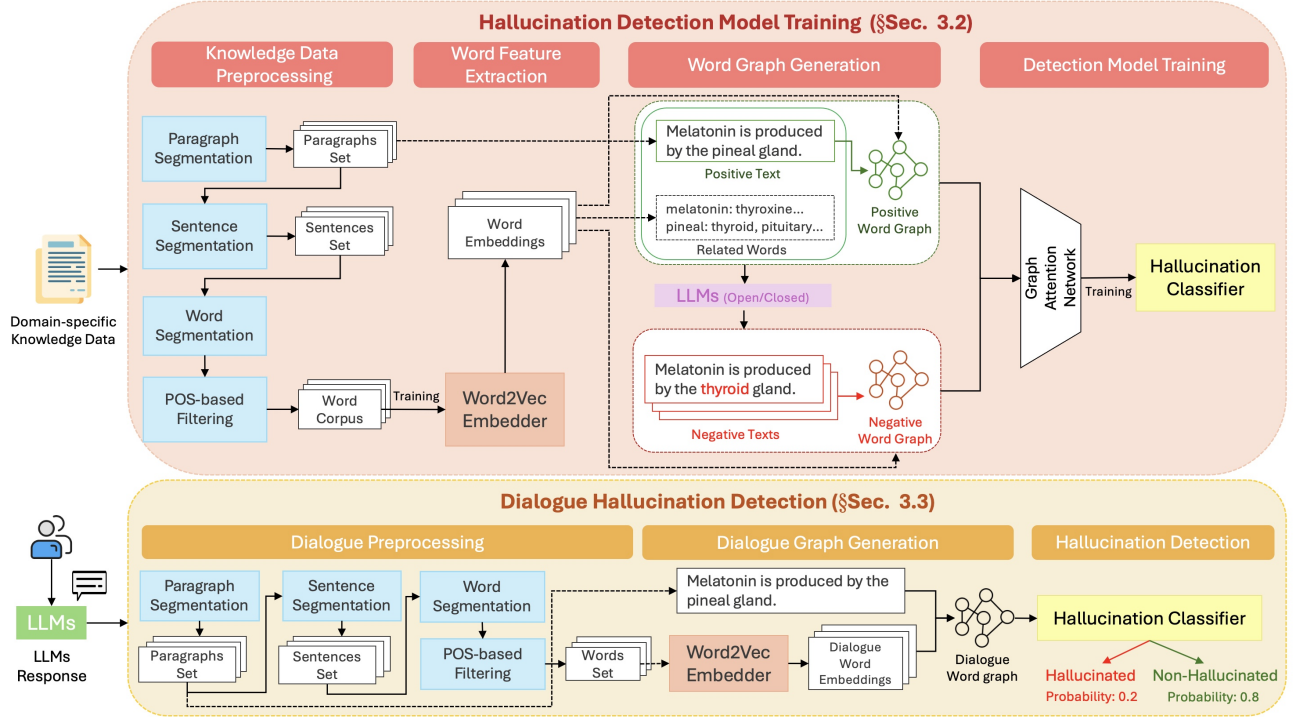 Hallucination Detection Model Training (§Sec. 3.2)
Knowledge Data
Preprocessing
Word Feature
Extraction
Word Graph Generation
Detection Model Training
Paragraph
Segmentation
Paragraphs
Set
Sentence
Segmentation
Sentences
Set
Word
Segmentation
POS-based
Filtering
Word
Corpus
Training
Word2Vec
Embedder
Word
Embeddings
Domain-specific
Knowledge Data
Melatonin is produced
by the pineal gland.
Positive Text
melatonin: thyroxine...
pineal: thyroid, pituitary...
Related Words
Positive
Word Graph
LLMs (Open/Closed)
Melatonin is produced
by the thyroid gland.
Negative Texts
Negative
Word Graph
Graph
Attention
Network
Training
Hallucination
Classifier
Dialogue Hallucination Detection (§Sec. 3.3)
Dialogue Preprocessing
Dialogue Graph Generation
Hallucination Detection
LLMs
LLMs
Response
Paragraph
Segmentation
Paragraphs
Set
Sentence
Segmentation
Sentences
Set
Word
Segmentation
POS-based
Filtering
Words
Set
Melatonin is produced by the
pineal gland.
Word2Vec
Embedder
Dialogue
Word
Embeddings
Dialogue
Word graph
Hallucination Classifier
Hallucinated
Probability: 0.2
Non-Hallucinated
Probability: 0.8